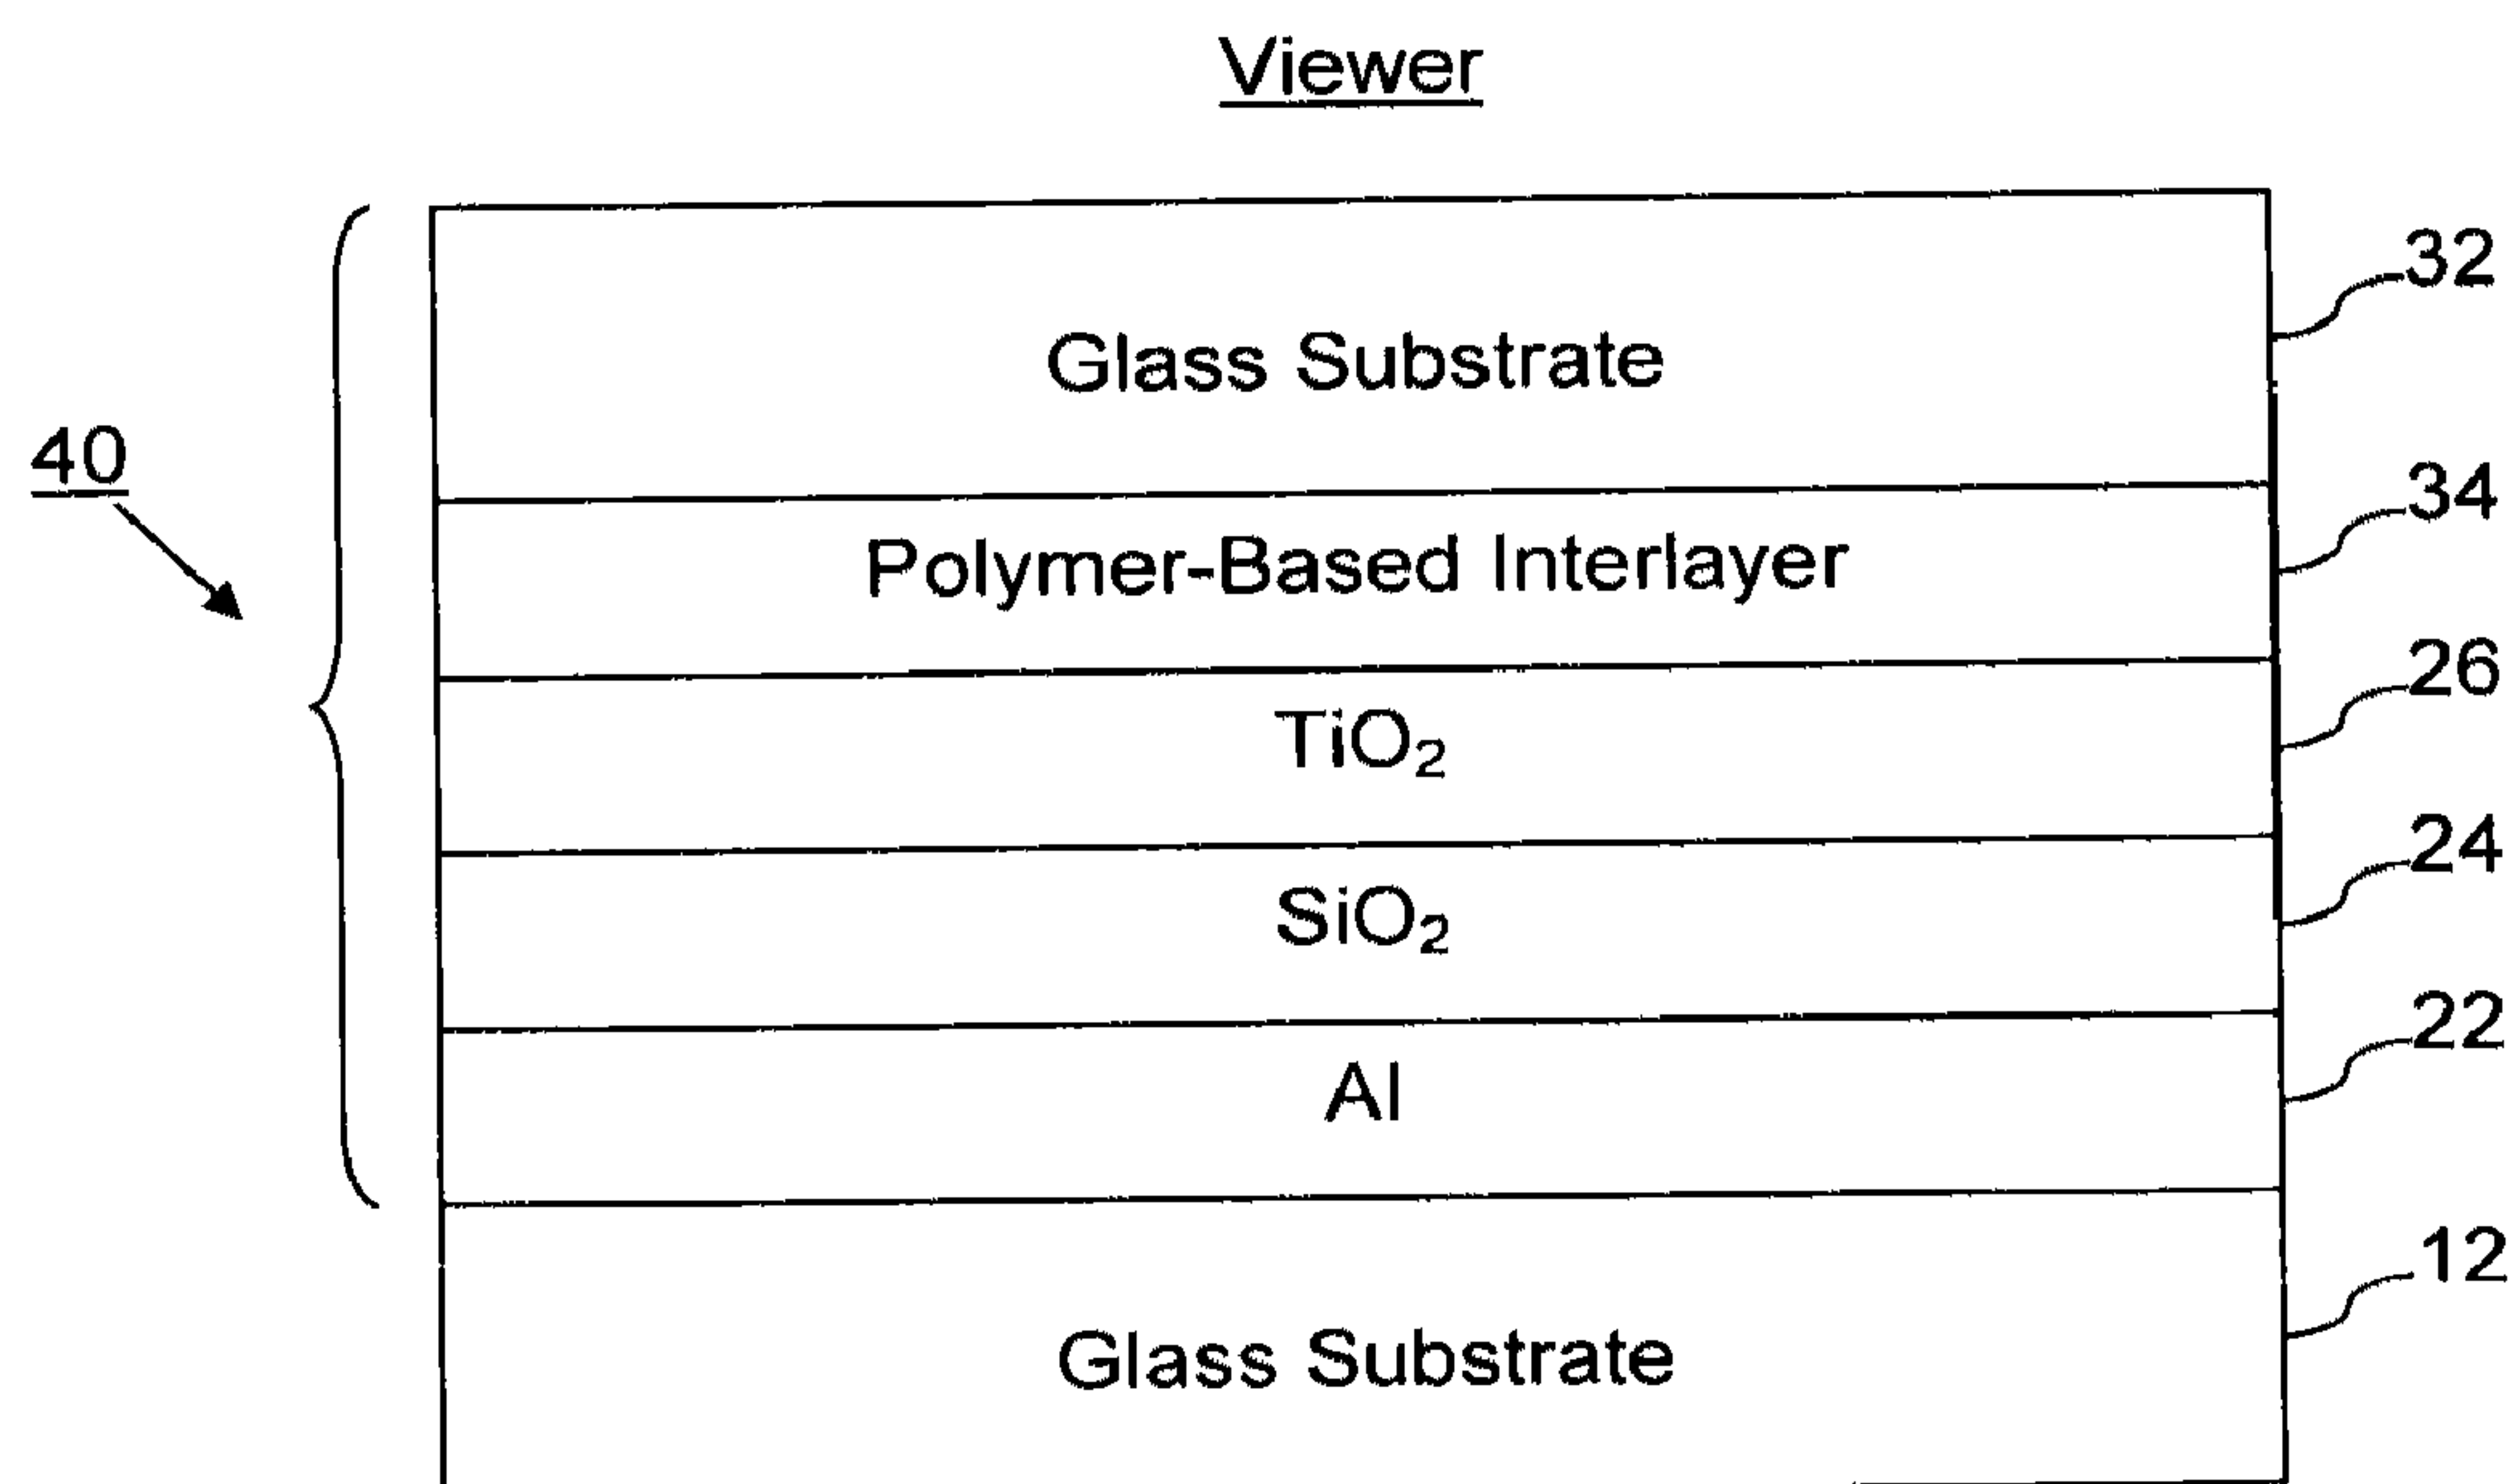 Viewer
32
Glass Substrate
40
34
Polymer-Based Interlayer
26
TiO₂
24
SiO₂
22
Al
12
Glass Substrate